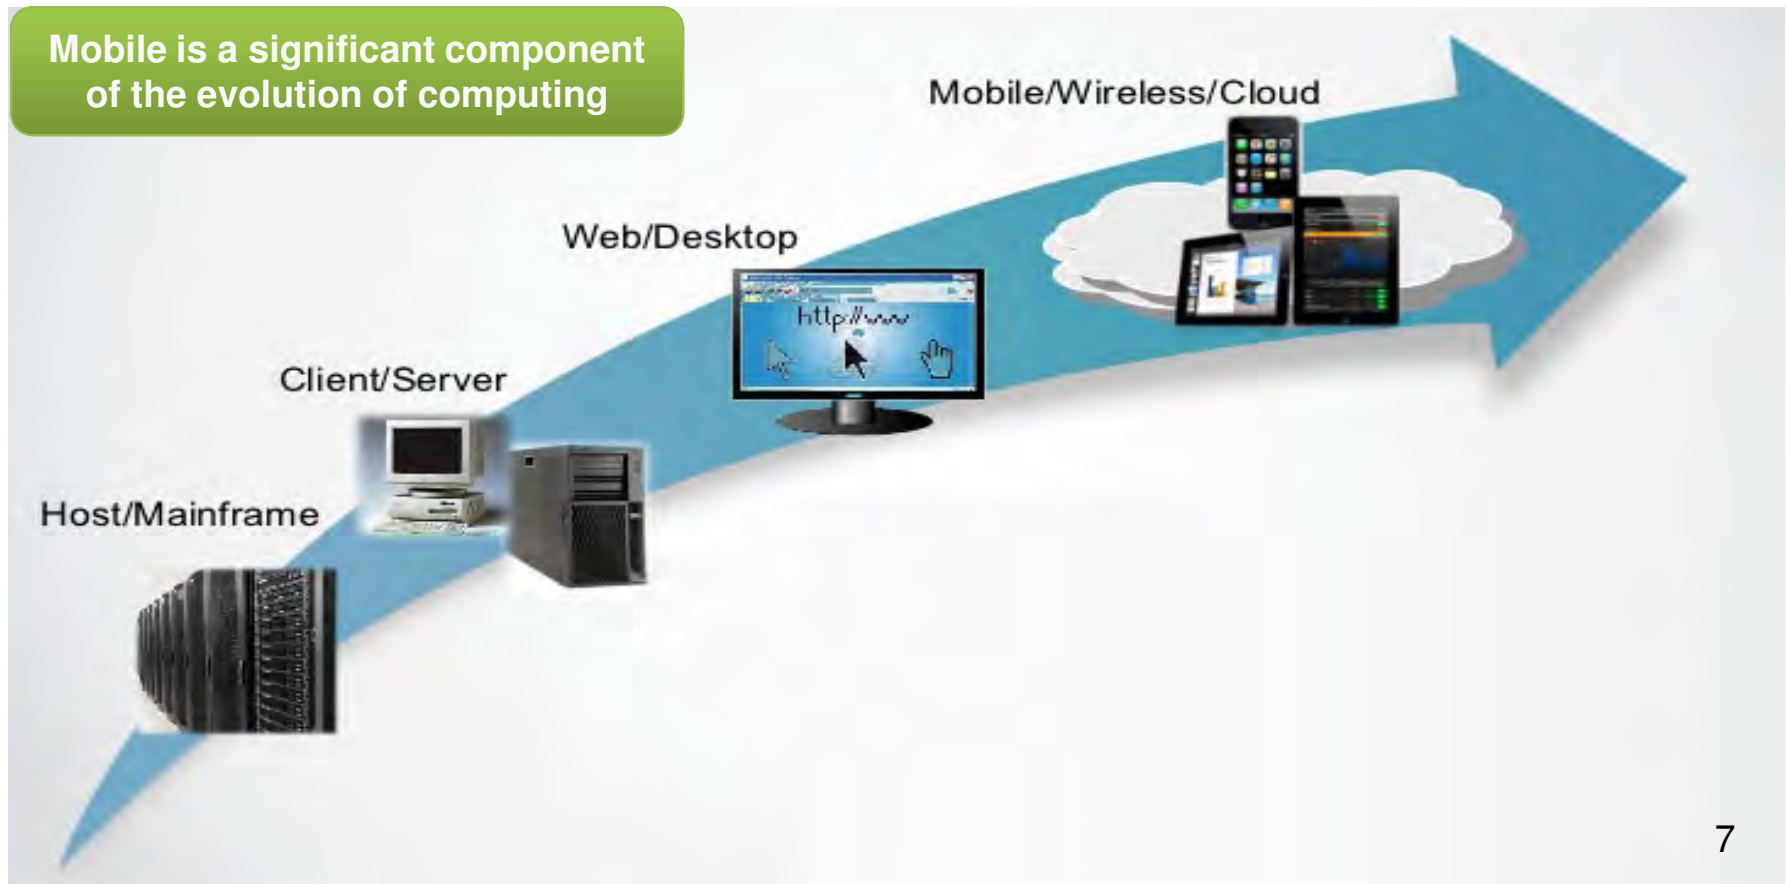 Mobile is a significant component
of the evolution of computing
Mobile/Wireless/Cloud
Web/Desktop
http://www
Client/Server
Host/Mainframe
7